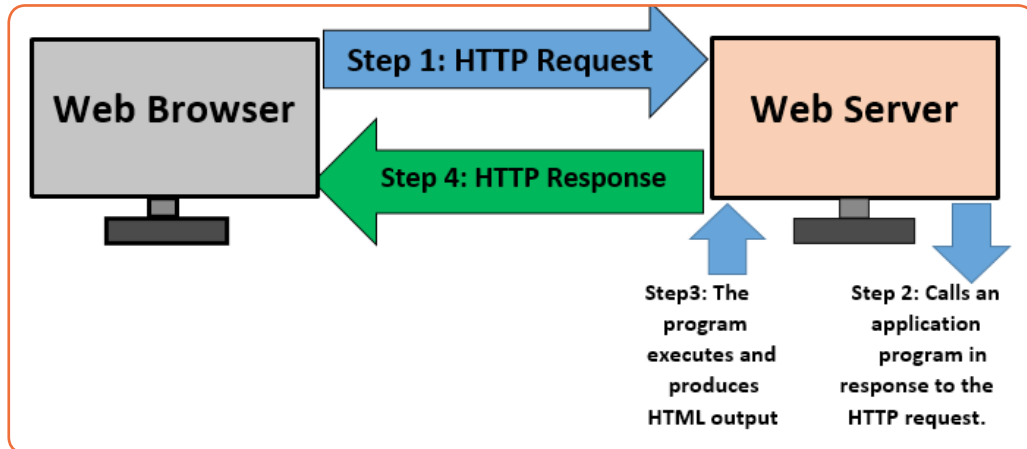 Step 1: HTTP Request
Web Browser
Web Server
Step 4: HTTP Response
Step3: The
program
executes and
produces
HTML output
Step 2: Calls an
application
program in
response to the
HTTP request.